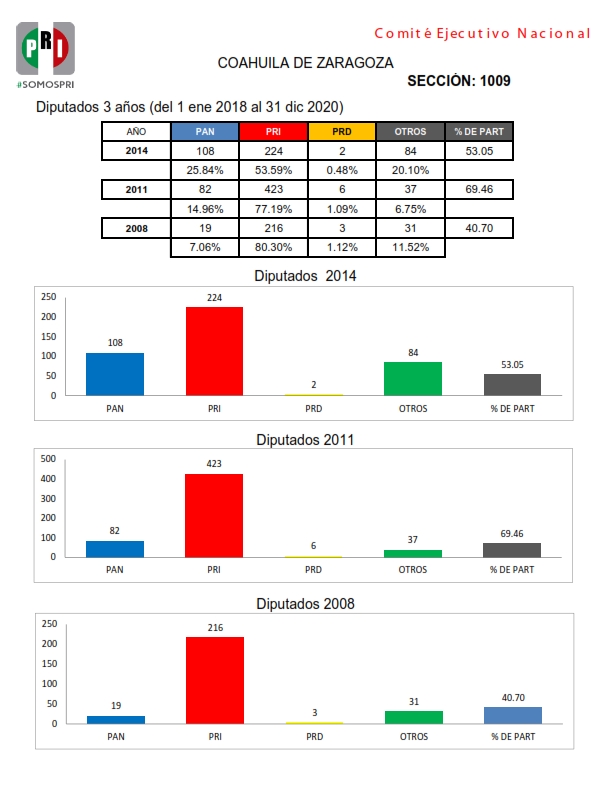 Comité Ejecutivo Nacional
PRI
#SOMOSPRI
COAHUILA DE ZARAGOZA
SECCIÓN: 1009
Diputados 3 años (del 1 ene 2018 al 31 dic 2020)
AÑO PAN PRI PRD OTROS % DE PART
2014 108 224 2 84 53.05
25.84% 53.59% 0.48% 20.10%
2011 82 423 6 37 69.46
14.96% 77.19% 1.09% 6.75%
2008 19 216 3 31 40.70
7.06% 80.30% 1.12% 11.52%
Diputados 2014
250
200
150
100
50
0
108 224 2 84 53.05
PAN PRI PRD OTROS % DE PART
Diputados 2011
500
400
300
200
100
0
82 423 6 37 69.46
PAN PRI PRD OTROS % DE PART
Diputados 2008
250
200
150
100
50
0
19 216 3 31 40.70
PAN PRI PRD OTROS % DE PART